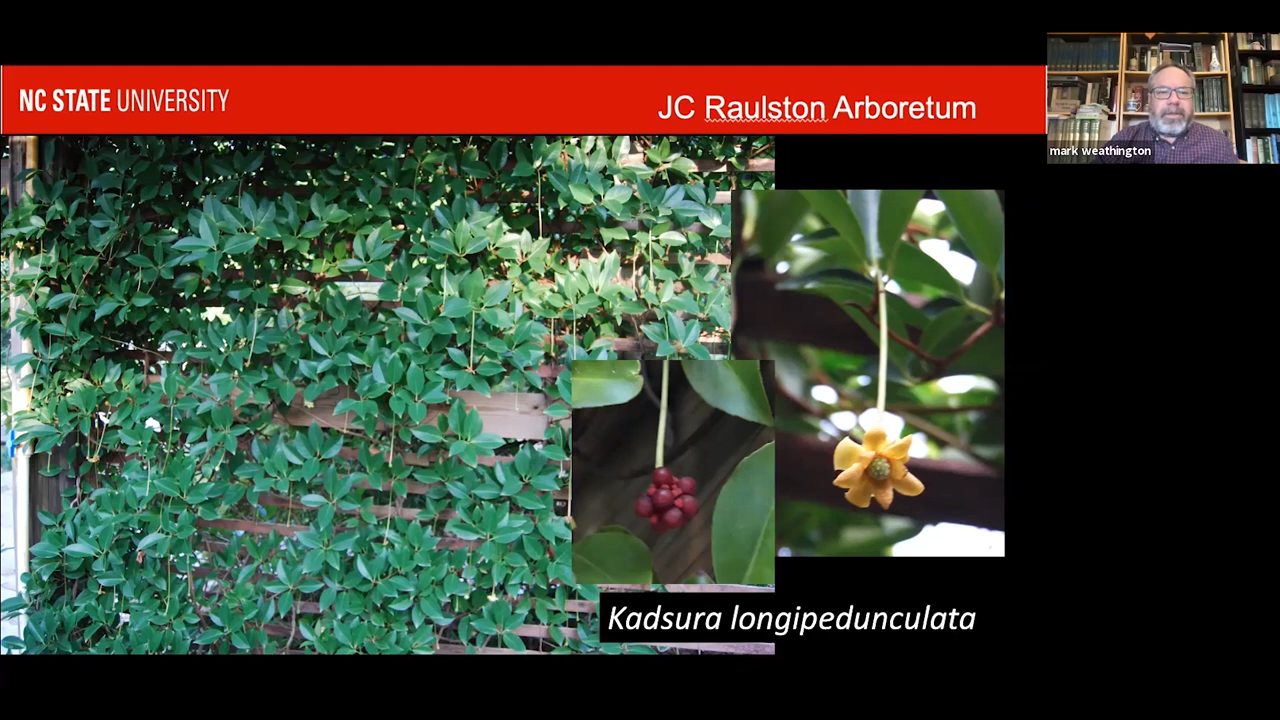 NC STATE UNIVERSITY
JC Raulston Arboretum
mark weathington
Kadsura longipedunculata